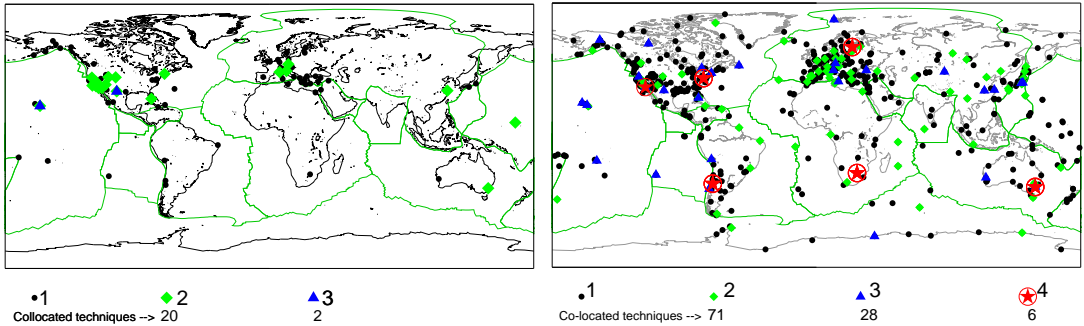 1 2 3
Collocated techniques --> 20 2
1 2 3 4
Co-located techniques --> 71 28 6